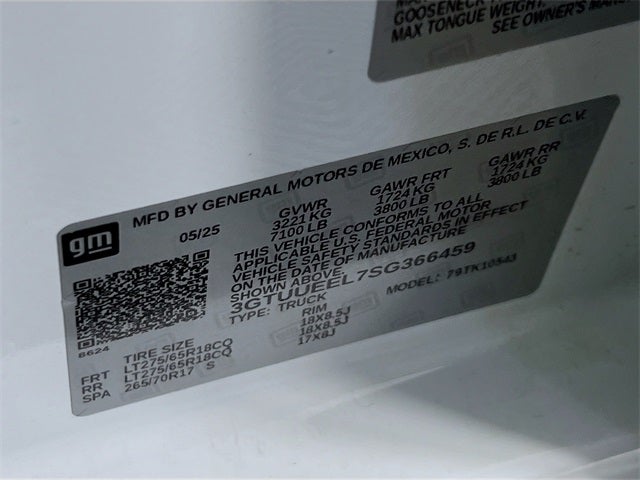 GOOSENECK
MAX TONGUE WEIGHT:
SEE OWNER'S MANUAL
gm
MFD BY GENERAL MOTORS DE MEXICO, S. DE R.L. DE C.V.
05/25
GVWR GAWR FRT GAWR RR
3221 KG 1724 KG 1724 KG
7100 LB 3800 LB 3800 LB
THIS VEHICLE CONFORMS TO ALL
APPLICABLE U.S. FEDERAL MOTOR
VEHICLE SAFETY STANDARDS IN EFFECT
ON THE DATE OF MANUFACTURE
SHOWN ABOVE.
3GTUUEEL7SG366459
TYPE: TRUCK MODEL: 79TK10543
8624
TIRE SIZE RIM
FRT LT275/65R18CQ 18X8.5J
RR LT275/65R18CQ 18X8.5J
SPA 265/70R17 S 17X8J